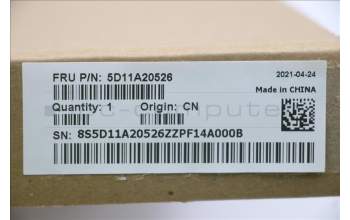 FRU P/N: 5D11A20526
2021-04-24
Made in CHINA
Quantity: 1 Origin: CN
SN: 8S5D11A20526ZZPF14A000B